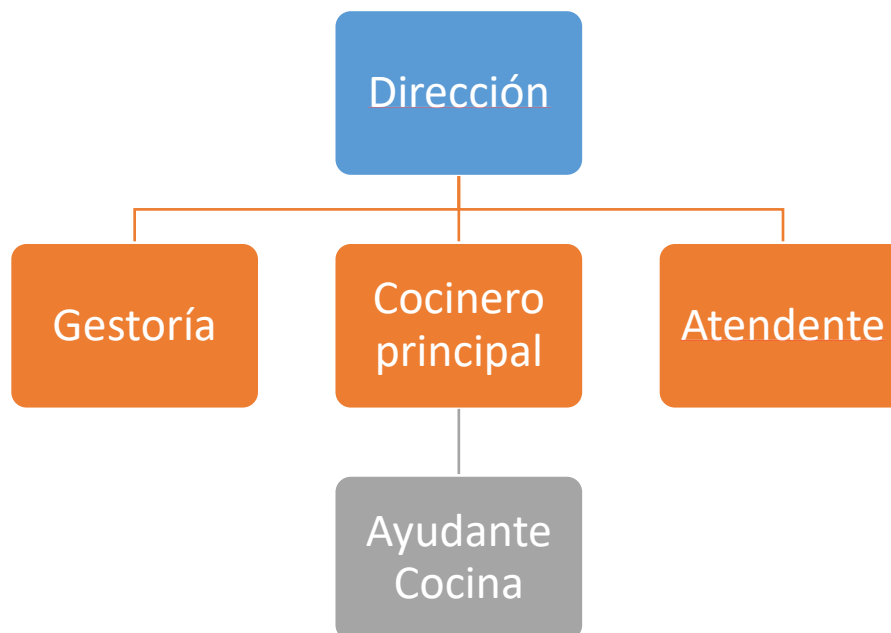 Dirección
Gestoría
Cocinero
principal
Atendente
Ayudante
Cocina